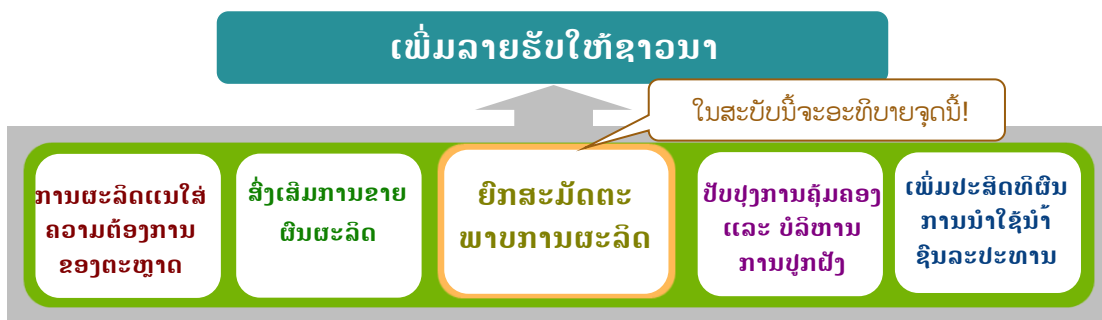 ເພີ່ມລາຍຮັບໃຫ້ຊາວນາ
ໃນສະບັບນີ້ຈະອະທິບາຍຈຸດນີ້!
ການຜະລິດແນໃສ່
ຄວາມຕ້ອງການ
ຂອງຕະຫຼາດ
ສົ່ງເສີມການຂາຍ
ຜົນຜະລິດ
ຍົກສະມັດຕະ
ພາບການຜະລິດ
ປັບປຸງການຄຸ້ມຄອງ
ແລະ ບໍລິຫານ
ການປູກຝັງ
ເພີ່ມປະສິດທິຜົນ
ການນຳໃຊ້ນ້ຳ
ຊົນລະປະທານ